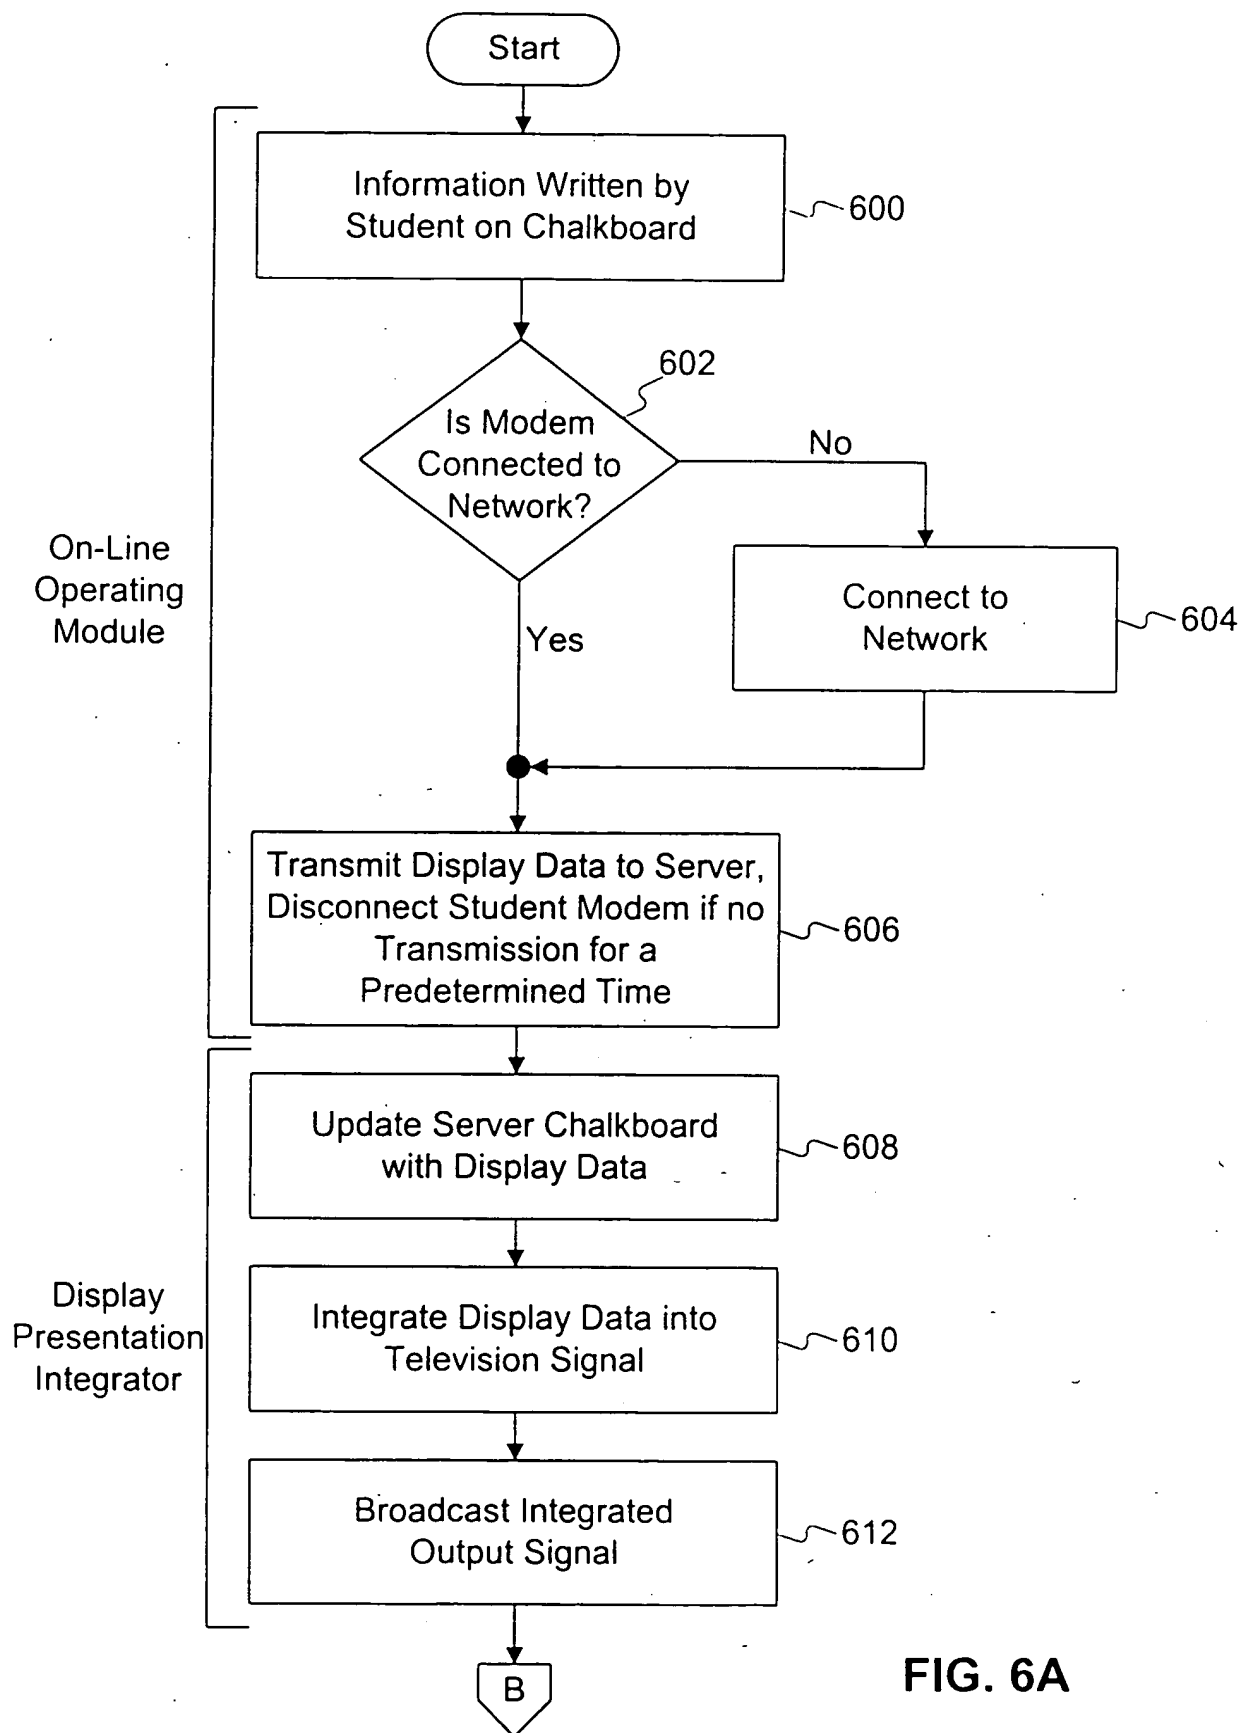 Start
Information Written by
Student on Chalkboard
600
602
Is Modem
Connected to
Network?
No
Yes
Connect to
Network
604
On-Line
Operating
Module
Transmit Display Data to Server,
Disconnect Student Modem if no
Transmission for a
Predetermined Time
606
Update Server Chalkboard
with Display Data
608
Display
Presentation
Integrator
Integrate Display Data into
Television Signal
610
Broadcast Integrated
Output Signal
612
B
FIG. 6A